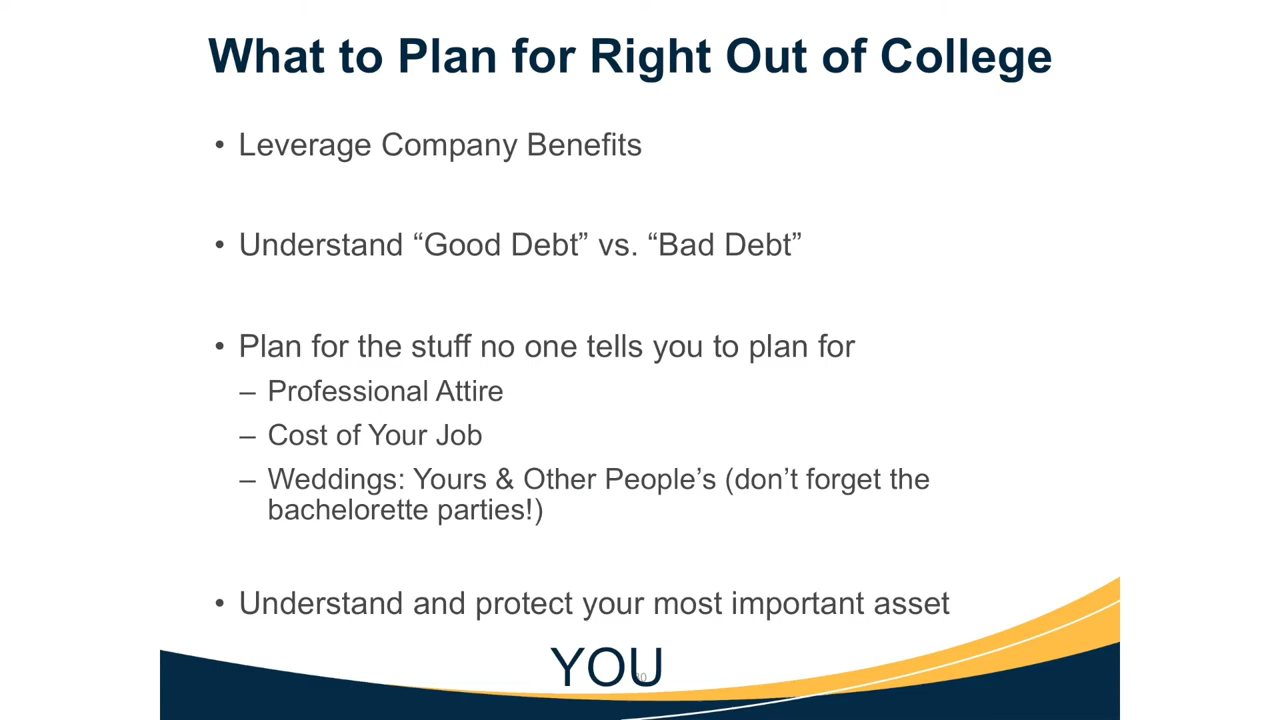 What to Plan for Right Out of College
• Leverage Company Benefits
• Understand “Good Debt” vs. “Bad Debt”
• Plan for the stuff no one tells you to plan for
– Professional Attire
– Cost of Your Job
– Weddings: Yours & Other People’s (don’t forget the
bachelorette parties!)
• Understand and protect your most important asset
YOU